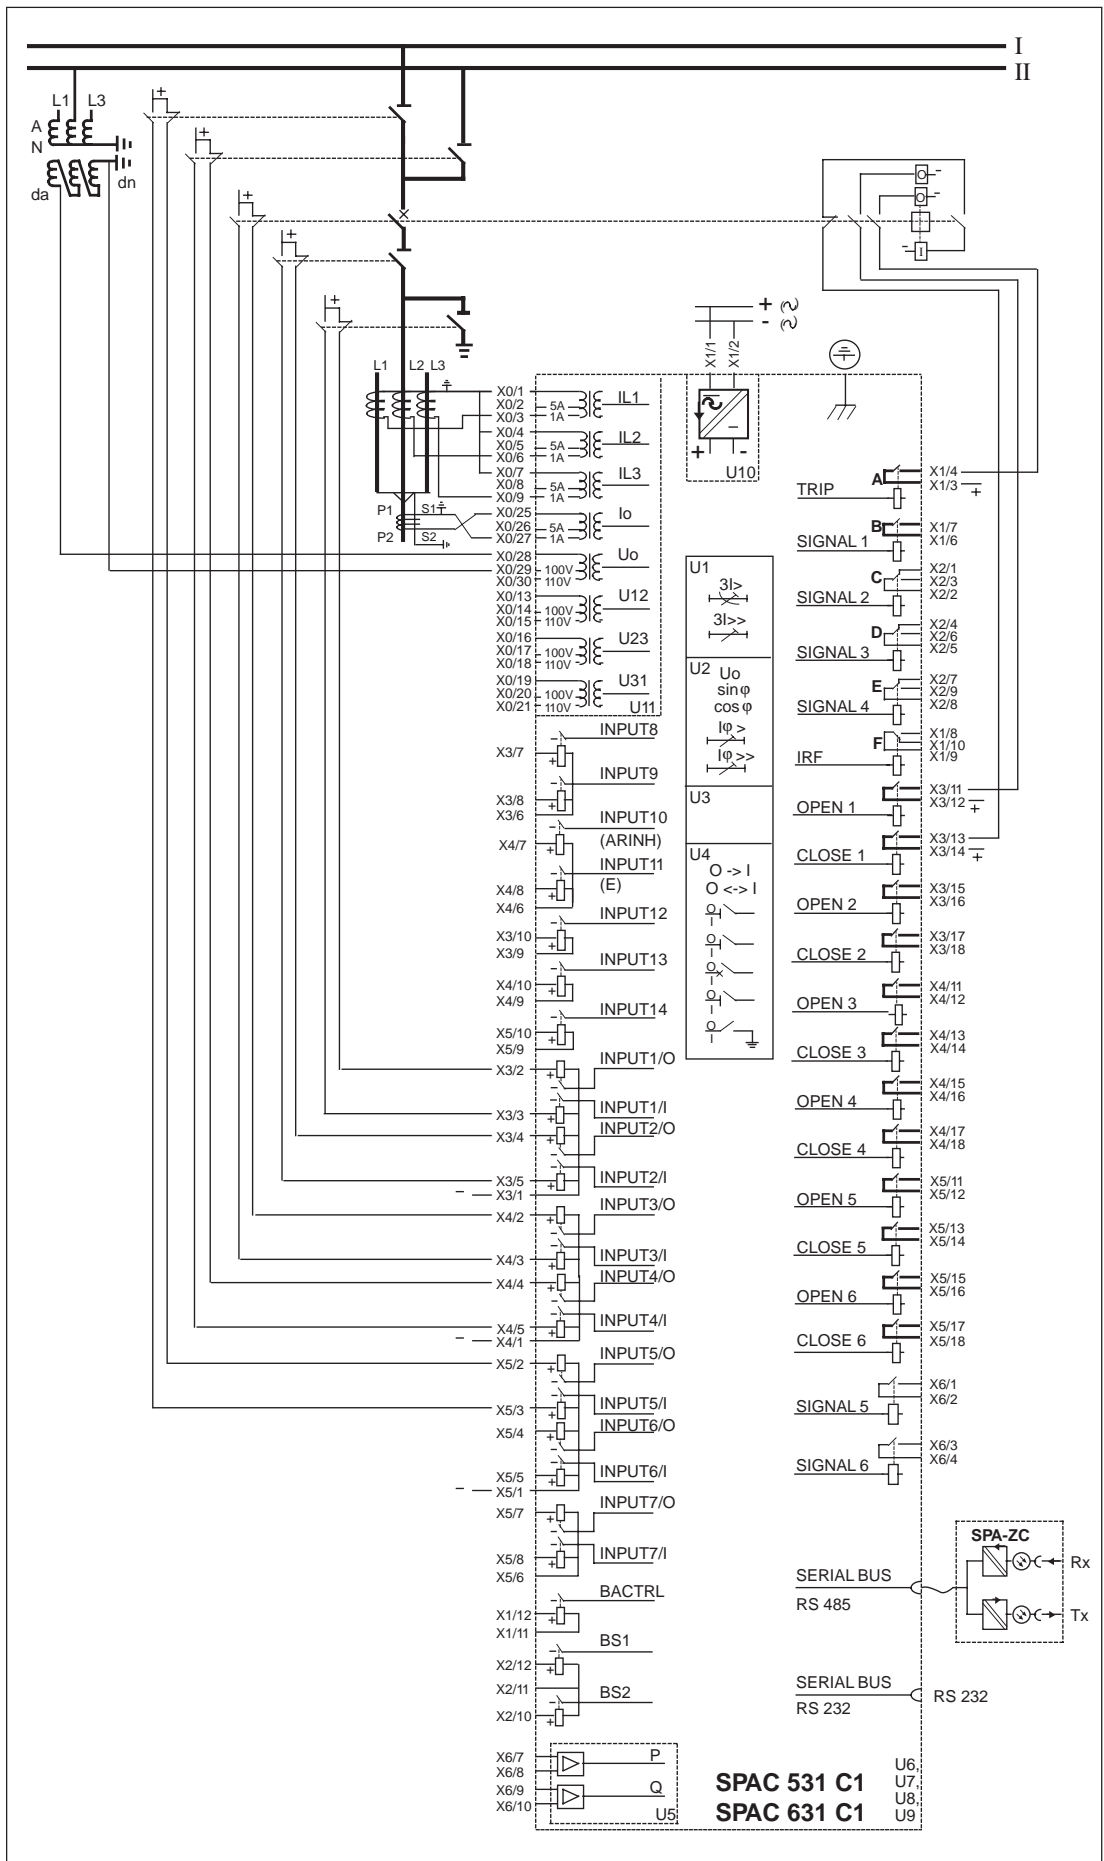 I
II
L1 L3
A
N
da dn
+
+
+
+
+
O -
O -
- I
L1 L2 L3
P1 S1
P2 S2
+
-
X1/1
X1/2
+ -
U10
X0/1
X0/2 5A
X0/3 1A
IL1
X0/4
X0/5 5A
X0/6 1A
IL2
X0/7
X0/8 5A
X0/9 1A
IL3
X0/25
X0/26 5A
X0/27 1A
Io
X0/28
X0/29 100V
X0/30 110V
Uo
X0/13
X0/14 100V
X0/15 110V
U12
X0/16
X0/17 100V
X0/18 110V
U23
X0/19
X0/20 100V
X0/21 110V
U31
U11
X3/7
INPUT8
X3/8
X3/6
INPUT9
X4/7
INPUT10
(ARINH)
X4/8
X4/6
INPUT11
(E)
X3/10
X3/9
INPUT12
X4/10
X4/9
INPUT13
X5/10
X5/9
INPUT14
X3/2
INPUT1/O
X3/3
INPUT1/I
X3/4
INPUT2/O
X3/5
INPUT2/I
- X3/1
X4/2
INPUT3/O
X4/3
INPUT3/I
X4/4
INPUT4/O
X4/5
INPUT4/I
- X4/1
X5/2
INPUT5/O
X5/3
INPUT5/I
X5/4
INPUT6/O
X5/5
INPUT6/I
- X5/1
X5/7
INPUT7/O
X5/8
X5/6
INPUT7/I
X1/12
X1/11
BACTRL
X2/12
BS1
X2/11
X2/10
BS2
X6/7
X6/8
P
X6/9
X6/10
Q
U5
U1
3I>
3I>>
U2
Uo
sin φ
cos φ
Iφ >
Iφ >>
U3
U4
O -> I
O <-> I
O
I
O
I
O
I
O
I
O
I
TRIP
A
X1/4
X1/3
SIGNAL 1
B
X1/7
X1/6
SIGNAL 2
C
X2/1
X2/3
X2/2
SIGNAL 3
D
X2/4
X2/6
X2/5
SIGNAL 4
E
X2/7
X2/9
X2/8
IRF
F
X1/8
X1/10
X1/9
OPEN 1
X3/11
X3/12
CLOSE 1
X3/13
X3/14
OPEN 2
X3/15
X3/16
CLOSE 2
X3/17
X3/18
OPEN 3
X4/11
X4/12
CLOSE 3
X4/13
X4/14
OPEN 4
X4/15
X4/16
CLOSE 4
X4/17
X4/18
OPEN 5
X5/11
X5/12
CLOSE 5
X5/13
X5/14
OPEN 6
X5/15
X5/16
CLOSE 6
X5/17
X5/18
SIGNAL 5
X6/1
X6/2
SIGNAL 6
X6/3
X6/4
SPA-ZC
Rx
Tx
SERIAL BUS
RS 485
SERIAL BUS
RS 232
RS 232
SPAC 531 C1
SPAC 631 C1
U6,
U7,
U8,
U9